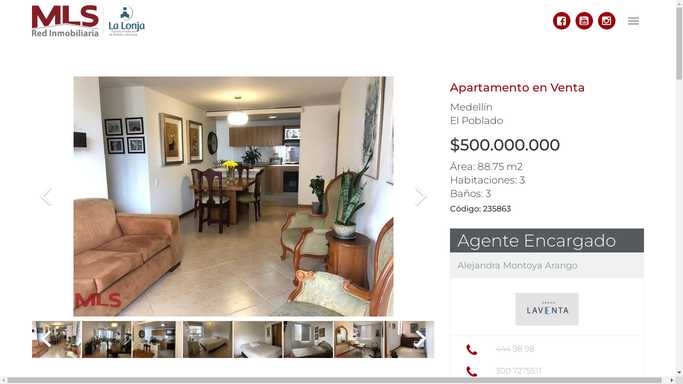 MLS
Red Inmobiliaria
La Lonja
Apartamento en Venta
Medellín
El Poblado
$500.000.000
Área: 88.75 m2
Habitaciones: 3
Baños: 3
Código: 235863
MLS
Agente Encargado
Alejandra Montoya Arango
LAVENTA
444 98 98
300 7275511